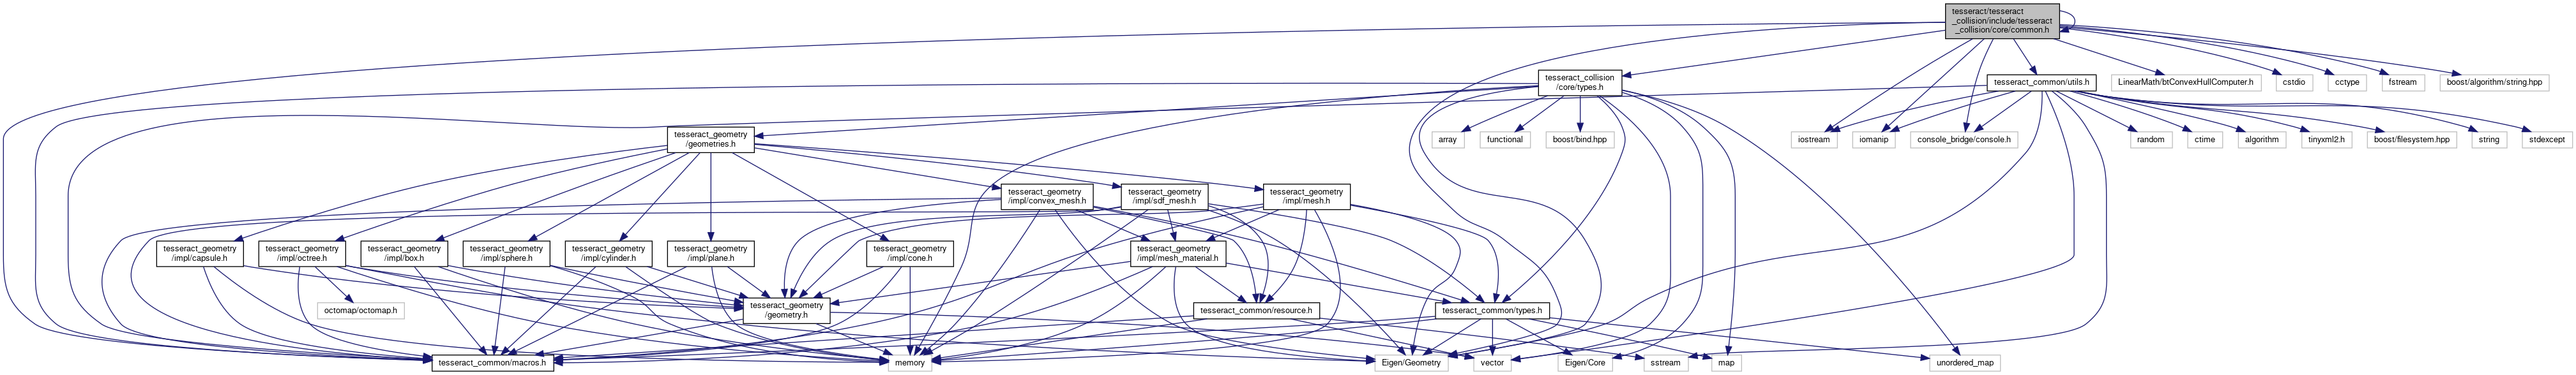 tesseract/tesseract
_collision/include/tesseract
_collision/core/common.h
tesseract_collision
/core/types.h
tesseract_common/utils.h
LinearMath/btConvexHullComputer.h
cstdio
cctype
fstream
boost/algorithm/string.hpp
tesseract_geometry
/geometries.h
array
functional
boost/bind.hpp
iostream
iomanip
console_bridge/console.h
random
ctime
algorithm
tinyxml2.h
boost/filesystem.hpp
string
stdexcept
tesseract_geometry
/impl/convex_mesh.h
tesseract_geometry
/impl/sdf_mesh.h
tesseract_geometry
/impl/mesh.h
tesseract_geometry
/impl/capsule.h
tesseract_geometry
/impl/octree.h
tesseract_geometry
/impl/box.h
tesseract_geometry
/impl/sphere.h
tesseract_geometry
/impl/cylinder.h
tesseract_geometry
/impl/plane.h
tesseract_geometry
/impl/cone.h
tesseract_geometry
/impl/mesh_material.h
octomap/octomap.h
tesseract_geometry
/geometry.h
tesseract_common/resource.h
tesseract_common/types.h
tesseract_common/macros.h
memory
Eigen/Geometry
vector
Eigen/Core
sstream
map
unordered_map